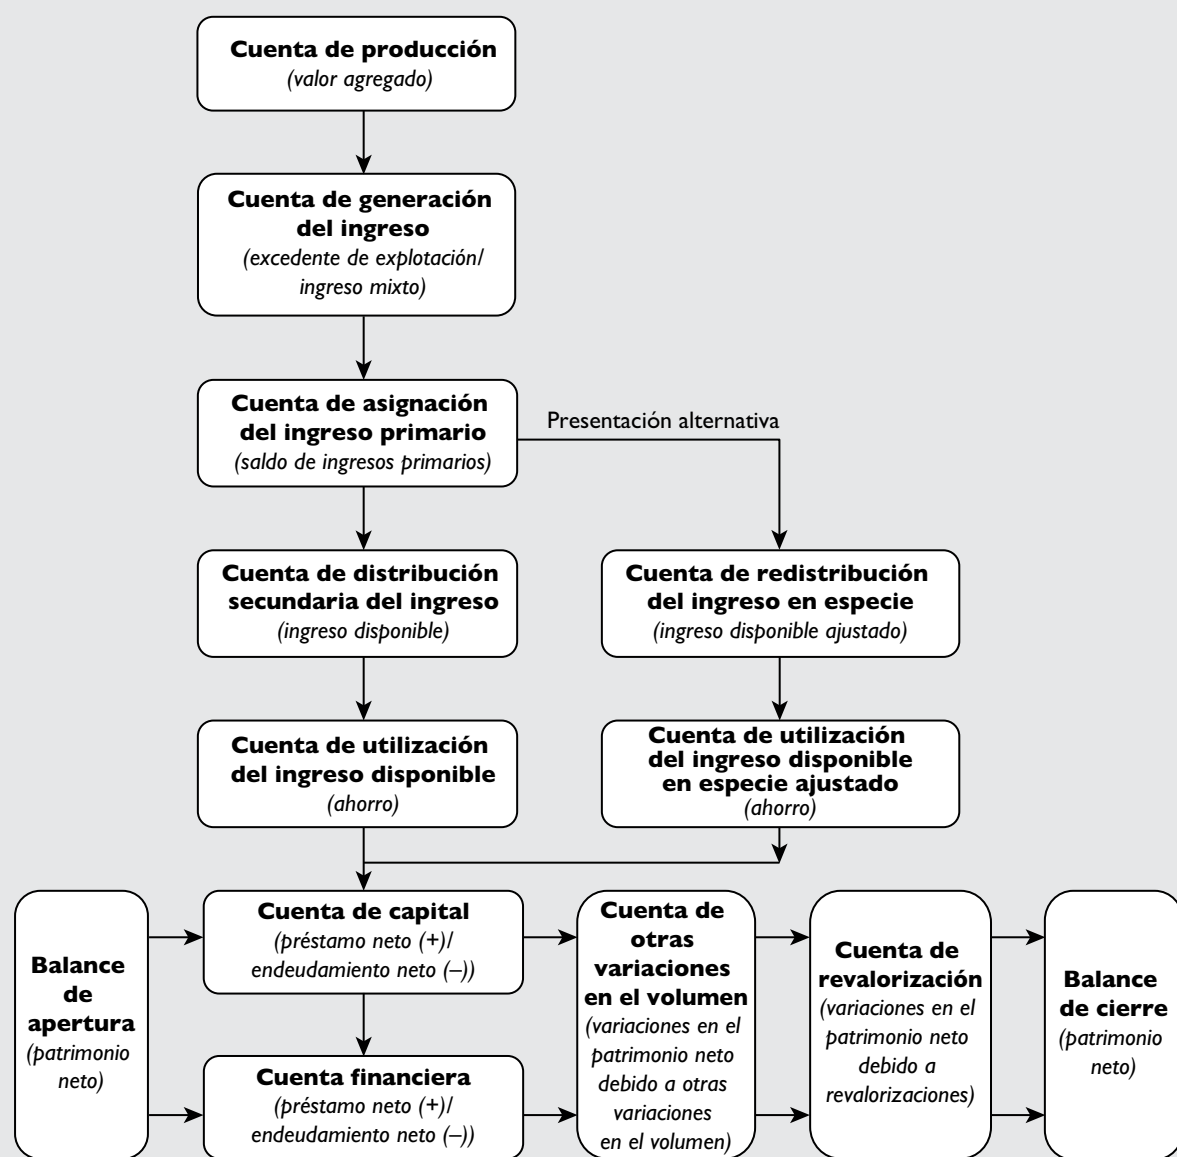 Cuenta de producción
(valor agregado)
Cuenta de generación
del ingreso
(excedente de explotación/
ingreso mixto)
Cuenta de asignación
del ingreso primario
(saldo de ingresos primarios)
Presentación alternativa
Cuenta de distribución
secundaria del ingreso
(ingreso disponible)
Cuenta de redistribución
del ingreso en especie
(ingreso disponible ajustado)
Cuenta de utilización
del ingreso disponible
(ahorro)
Cuenta de utilización
del ingreso disponible
en especie ajustado
(ahorro)
Balance
de
apertura
(patrimonio
neto)
Cuenta de capital
(préstamo neto (+)/
endeudamiento neto (–))
Cuenta financiera
(préstamo neto (+)/
endeudamiento neto (–))
Cuenta de
otras
variaciones
en el volumen
(variaciones en el
patrimonio neto
debido a otras
variaciones
en el volumen)
Cuenta de
revalorización
(variaciones en el
patrimonio neto
debido a
revalorizaciones)
Balance
de cierre
(patrimonio
neto)